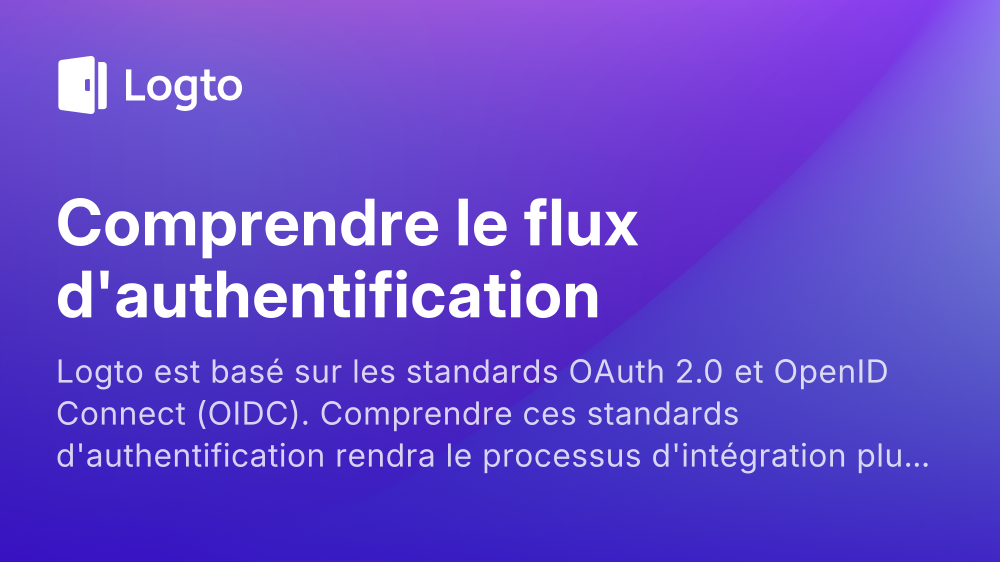 Logto
Comprendre le flux
d'authentification
Logto est basé sur les standards OAuth 2.0 et OpenID
Connect (OIDC). Comprendre ces standards
d'authentification rendra le processus d'intégration plu...